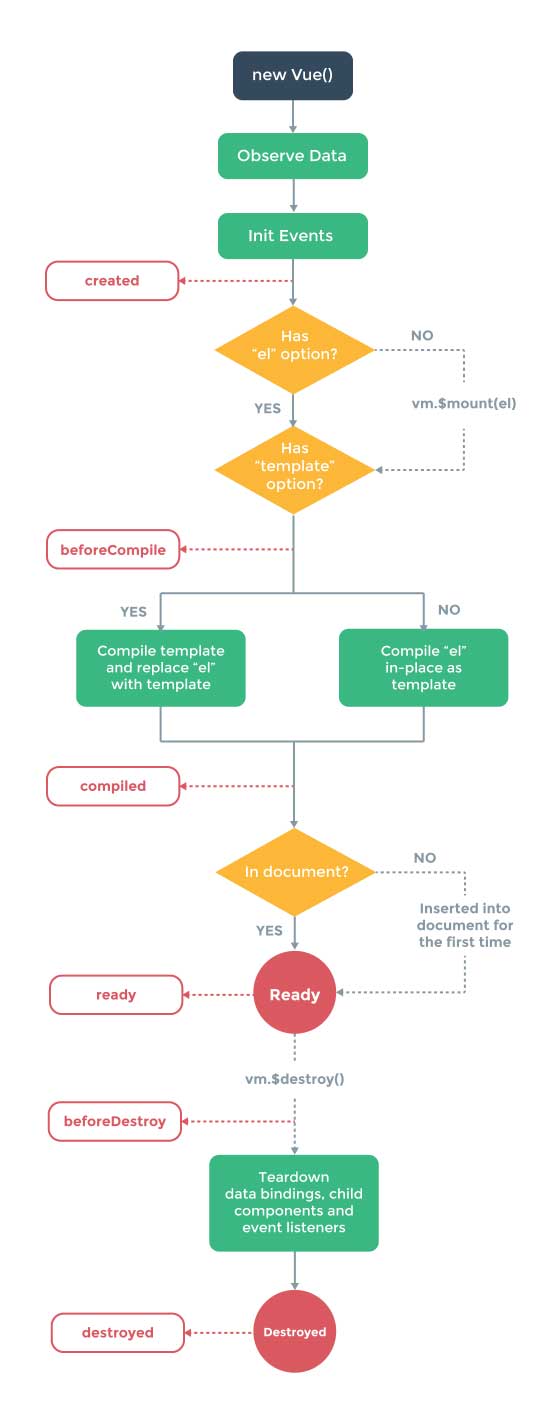 new Vue()
Observe Data
Init Events
created
Has
“el” option?
NO
YES
vm.$mount(el)
Has
“template”
option?
beforeCompile
YES
NO
Compile template
and replace “el”
with template
Compile “el”
in-place as
template
compiled
In document?
NO
YES
Inserted into
document for
the first time
ready
Ready
vm.$destroy()
beforeDestroy
Teardown
data bindings, child
components and
event listeners
destroyed
Destroyed